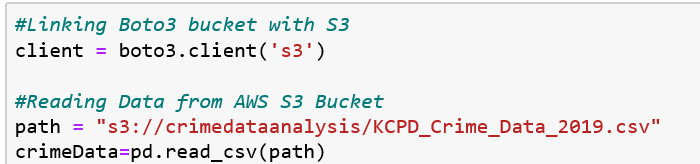 #Linking Boto3 bucket with S3
client = boto3.client('s3')
#Reading Data from AWS S3 Bucket
path = "s3://crimedataanalysis/KCPD_Crime_Data_2019.csv"
crimeData=pd.read_csv(path)